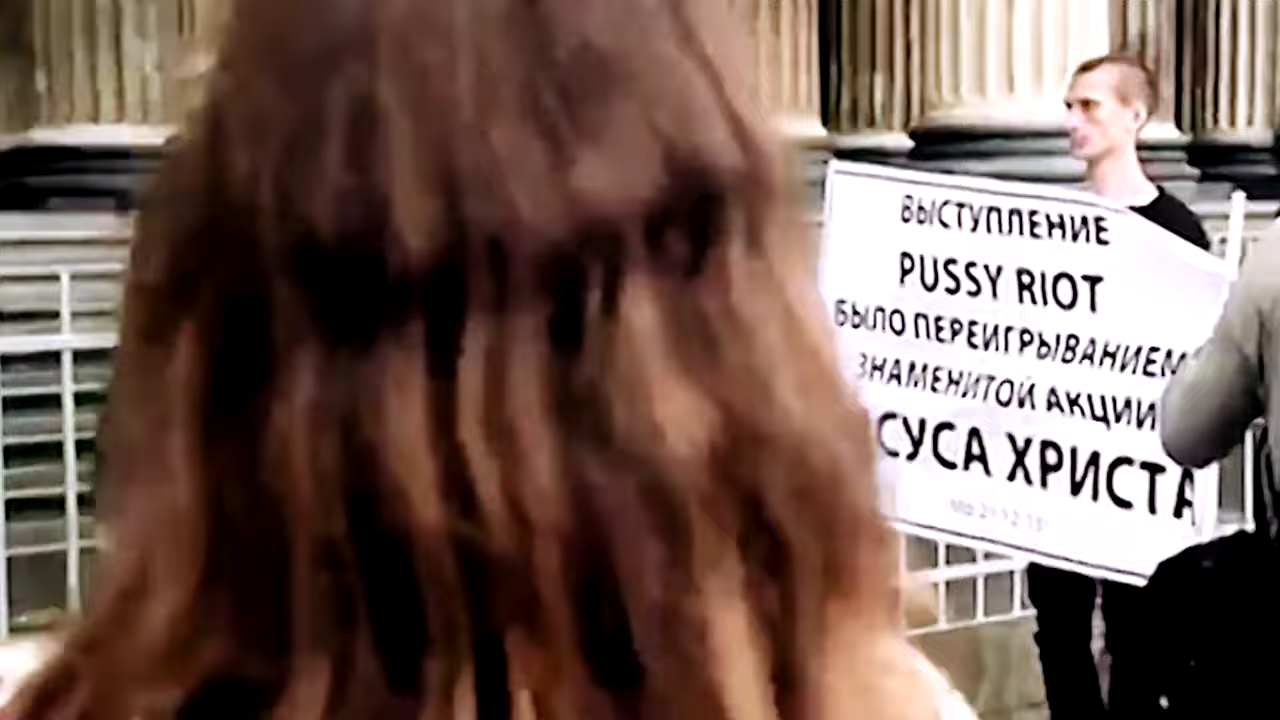 ВЫСТУПЛЕНИЕ
PUSSY RIOT
БЫЛО ПЕРЕИГРЫВАНИЕМ
ЗНАМЕНИТОЙ АКЦИИ
СУСА ХРИСТА